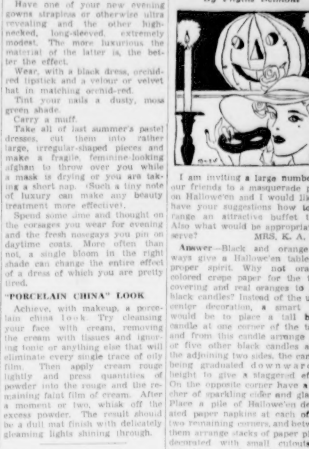 Have one of your new evening
gowns strapless or otherwise ultra
revealing and the other high-
necked, long-sleeved, extremely
modest. The more luxurious the
material of the latter is, the bet-
ter the effect.
Wear, with a black dress, orchid-
red lipstick and a velour or velvet
hat in matching orchid-red.
Tint your nails a dusty, moss
green shade.
Carry a muff.
Take all of last summer's pastel
dresses, cut them into rather
large, irregular-shaped pieces and
make a fragile, feminine-looking
afghan to throw over you while
a mask is drying or you are tak-
ing a short nap. (Such a tiny note
of luxury can make any beauty
treatment more effective).
Spend some time and thought on
the corsages you wear for evening
and the fresh nosegays you pin on
daytime coats. More often than
not, a single bloom in the right
shade can change the entire effect
of a dress of which you are pretty
tired.
"PORCELAIN CHINA" LOOK
Achieve, with makeup, a porce-
lain china look. Try cleansing
your face with cream, removing
the cream with tissues and ignor-
ing tonic or anything else that will
eliminate every single trace of oily
film. Then apply cream rouge
lightly and press quantities of
powder into the rouge and the re-
maining faint film of cream. After
a moment or two, whisk off the
excess powder. The result should
be a dull mat finish with delicately
gleaming lights shining through.
I am inviting a large numbe
our friends to a masquerade
on Hallowe'en and I would li
have your suggestions how t
range an attractive buffet t
Also what would be appropria
serve? MRS. K. A.
Answer—Black and orange
ways give a Hallowe'en table
proper spirit. Why not ora
colored crepe paper for the t
covering and real oranges to
black candles? Instead of the u
center decoration, a smart
would be to place a tall b
candle at one corner of the t
and from this candle arrange
or five other black candles a
the adjoining two sides, the can
being graduated downwar
height to give a staggered ef
On the opposite corner have a
cher of sparkling cider and gla
Place a pile of Hallowe'en de
ated paper napkins at each of
two remaining corners, and betw
them arrange stacks of paper pl
decorated with small cutouts